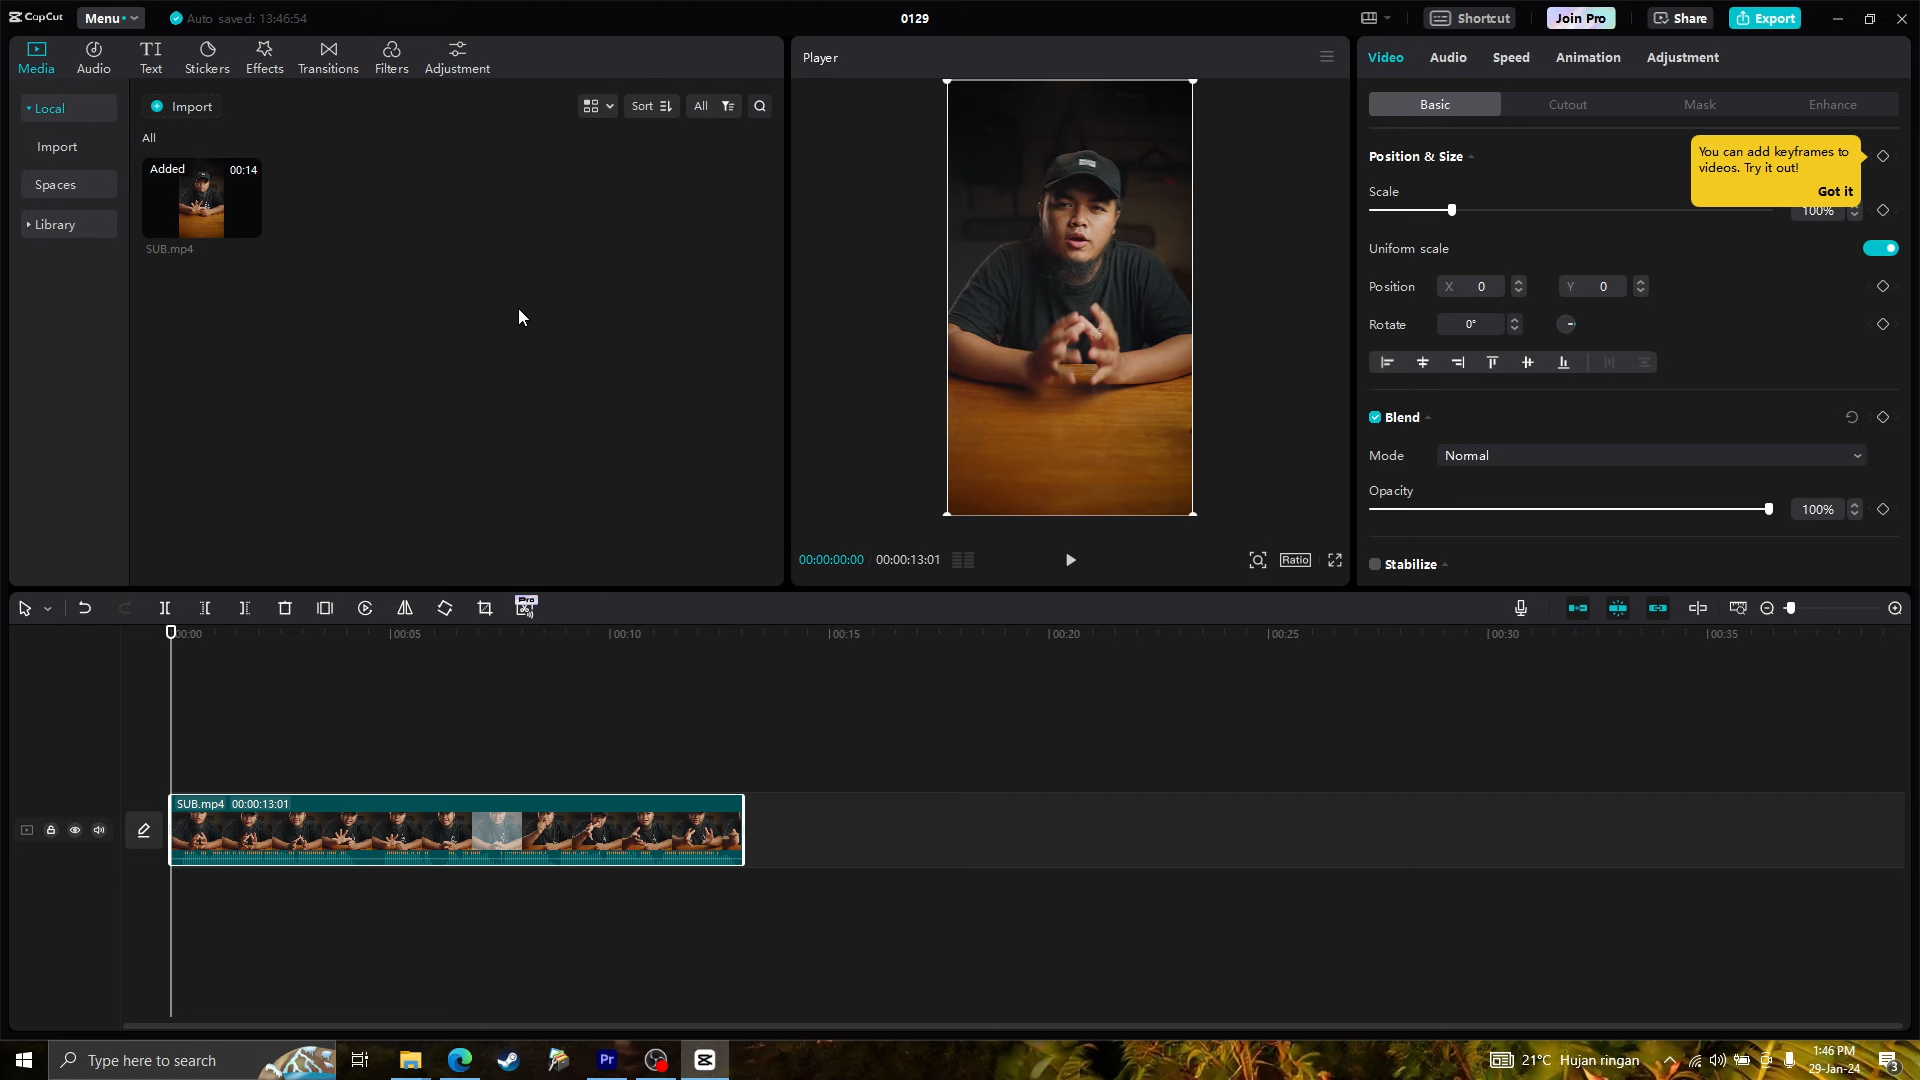 CapCut
Menu
Auto saved: 13:46:54
0129
Shortcut
Join Pro
Share
Export
Media
Audio
Text
Stickers
Effects
Transitions
Filters
Adjustment
Local
Import
Spaces
Library
Import
Sort
All
All
Added
00:14
SUB.mp4
Player
00:00:00:00
00:00:13:01
Ratio
Video
Audio
Speed
Animation
Adjustment
Basic
Cutout
Mask
Enhance
Position & Size
You can add keyframes to
videos. Try it out!
Got it
Scale
100%
Uniform scale
Position
X 0
Y 0
Rotate
0°
Blend
Mode
Normal
Opacity
100%
Stabilize
Pro
00:00
00:05
00:10
00:15
00:20
00:25
00:30
00:35
SUB.mp4 00:00:13:01
Type here to search
Pr
21°C Hujan ringan
1:46 PM
29-Jan-24
3